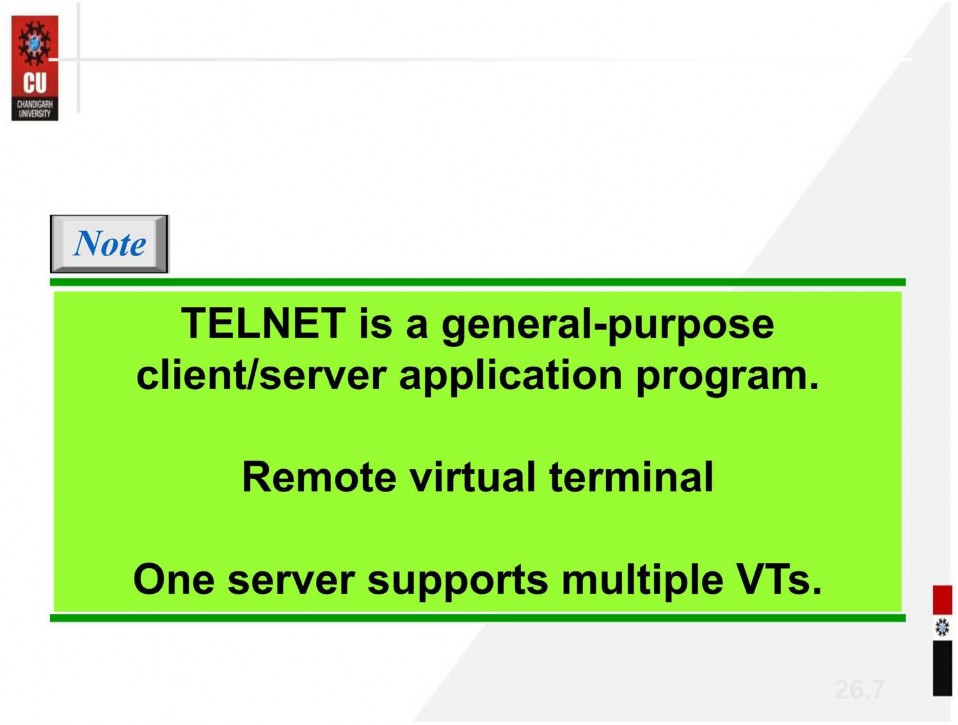 CU
CHANDIGARH
UNIVERSITY
Note
TELNET is a general-purpose
client/server application program.
Remote virtual terminal
One server supports multiple VTs.
26.7